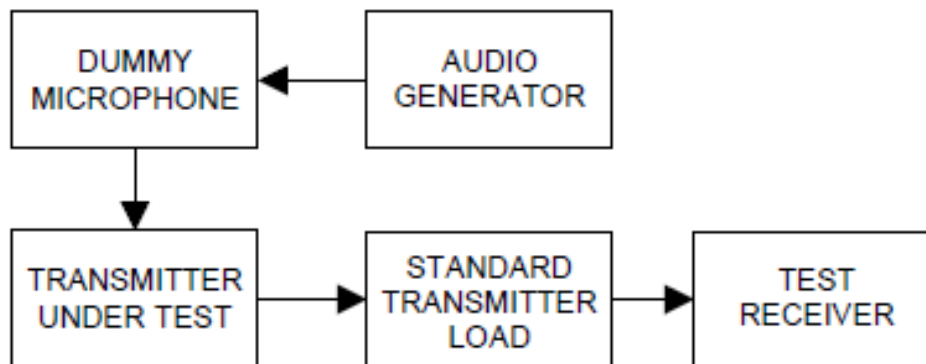 DUMMY
MICROPHONE
AUDIO
GENERATOR
TRANSMITTER
UNDER TEST
STANDARD
TRANSMITTER
LOAD
TEST
RECEIVER